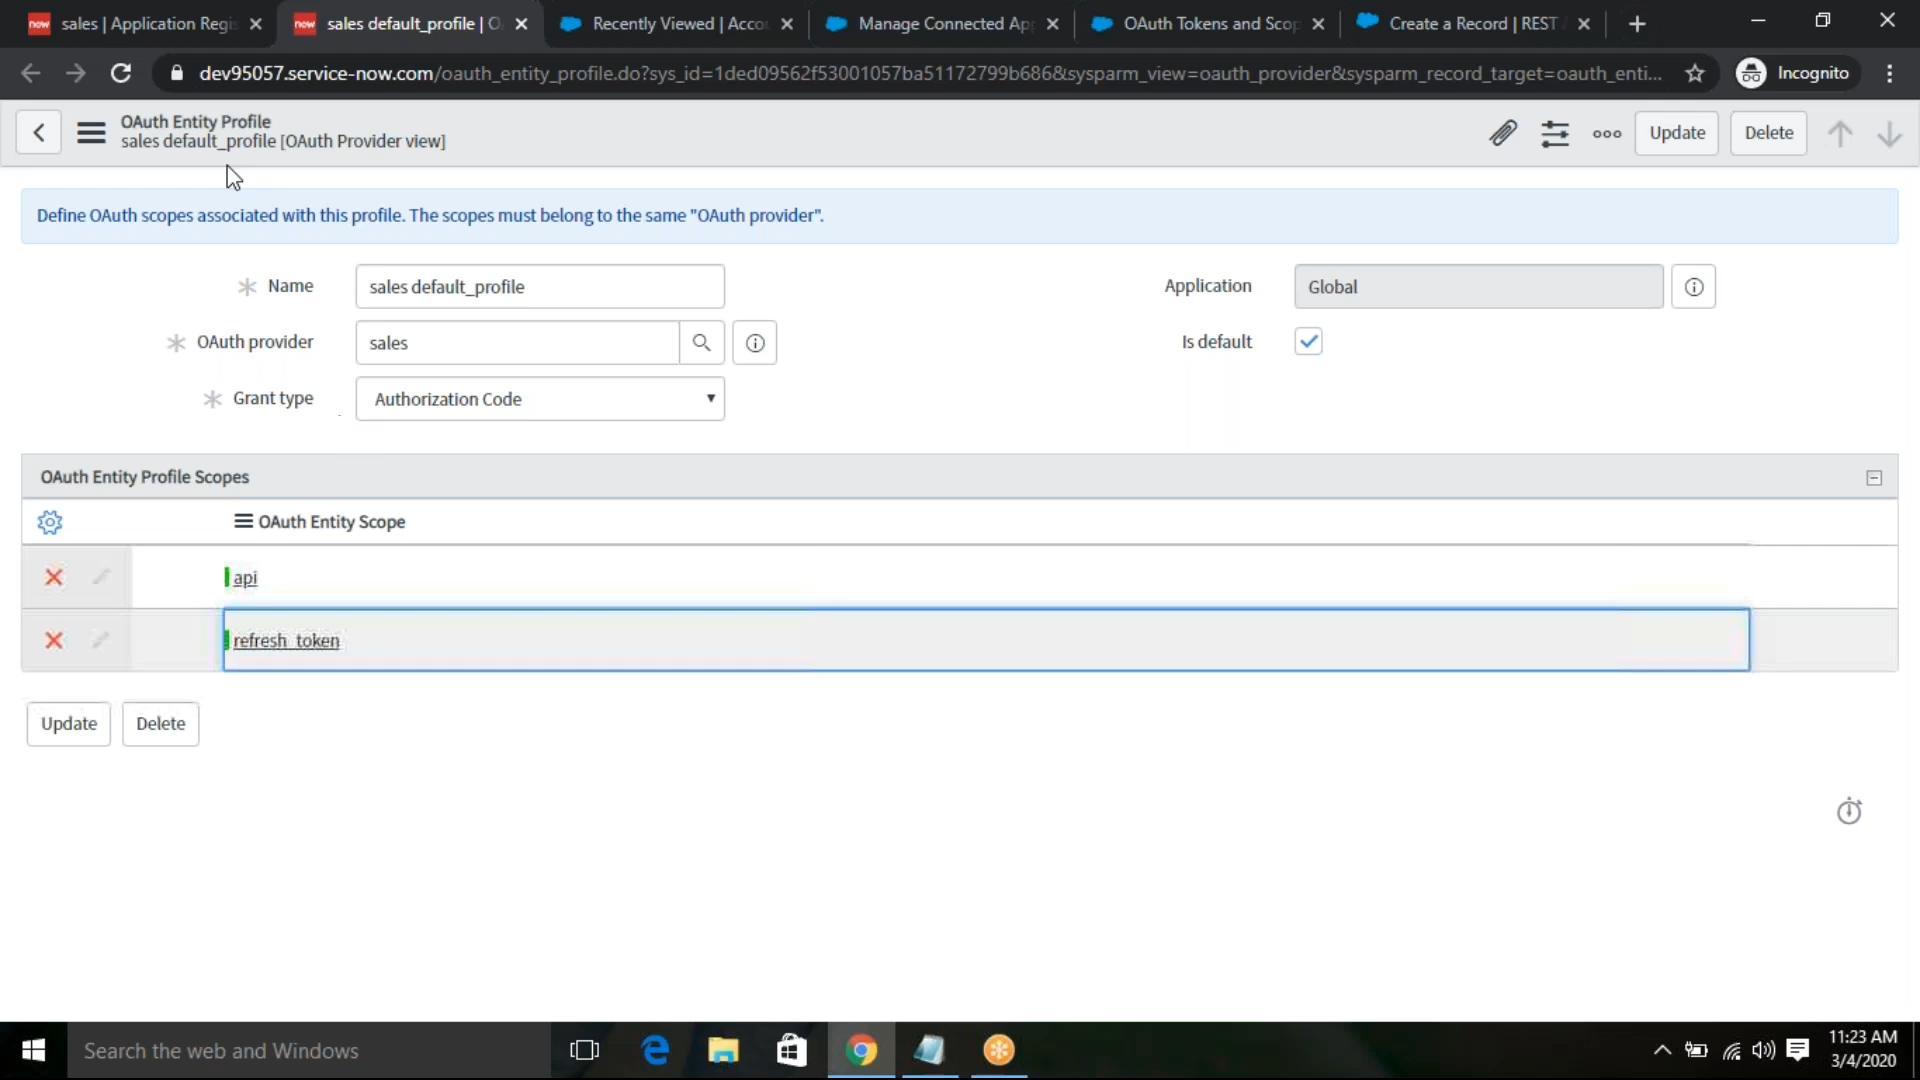 now sales | Application Regis
now sales default_profile | O
Recently Viewed | Acco
Manage Connected Ap
OAuth Tokens and Scop
Create a Record | REST
dev95057.service-now.com/oauth_entity_profile.do?sys_id=1ded09562f53001057ba51172799b686&sysparm_view=oauth_provider&sysparm_record_target=oauth_enti...
Incognito
OAuth Entity Profile
sales default_profile [OAuth Provider view]
Update
Delete
Define OAuth scopes associated with this profile. The scopes must belong to the same "OAuth provider".
Name
sales default_profile
Application
Global
OAuth provider
sales
Is default
Grant type
Authorization Code
OAuth Entity Profile Scopes
OAuth Entity Scope
api
refresh_token
Update
Delete
Search the web and Windows
11:23 AM
3/4/2020